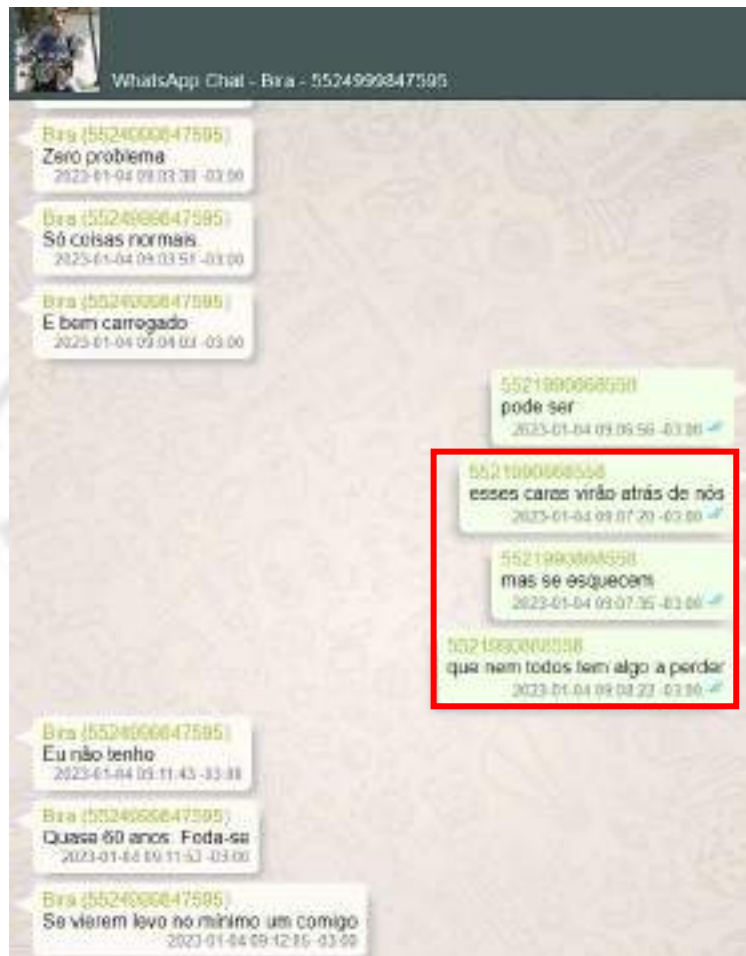 WhatsApp Chat - Bira - 5524999847595
Bira (5524999847595)
Zero problema
2023-01-04 09:03:38 -03:00
Bira (5524999847595)
Só coisas normais.
2023-01-04 09:03:51 -03:00
Bira (5524999847595)
E bem carregado
2023-01-04 09:04:03 -03:00
5521990868558
pode ser
2023-01-04 09:06:56 -03:00
5521990868558
esses caras virão atrás de nós
2023-01-04 09:07:20 -03:00
5521990868558
mas se esquecem
2023-01-04 09:07:35 -03:00
5521990868558
que nem todos tem algo a perder
2023-01-04 09:08:23 -03:00
Bira (5524999847595)
Eu não tenho
2023-01-04 09:11:43 -03:00
Bira (5524999847595)
Quase 60 anos. Foda-se
2023-01-04 09:11:53 -03:00
Bira (5524999847595)
Se vierem levo no mínimo um comigo
2023-01-04 09:12:05 -03:00